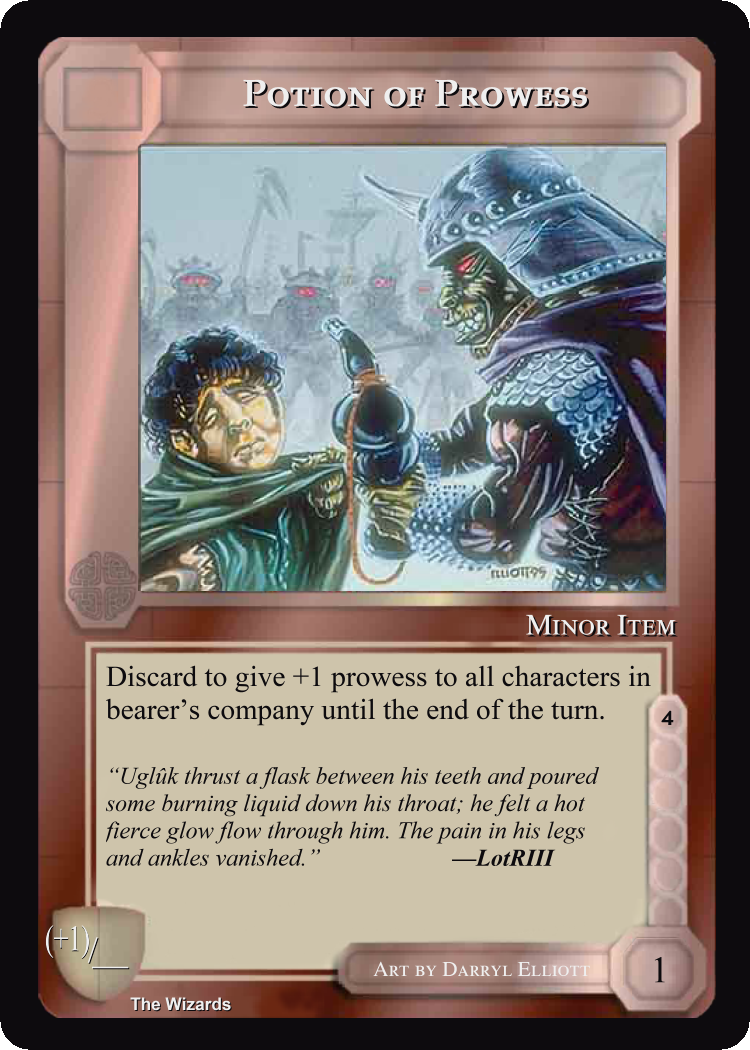 Potion of Prowess
ELLIOTT 95
Minor Item
Discard to give +1 prowess to all characters in
bearer's company until the end of the turn.
4
“Uglûk thrust a flask between his teeth and poured
some burning liquid down his throat; he felt a hot
fierce glow flow through him. The pain in his legs
and ankles vanished.” —LotRIII
(+1)/__
Art by Darryl Elliott
1
The Wizards